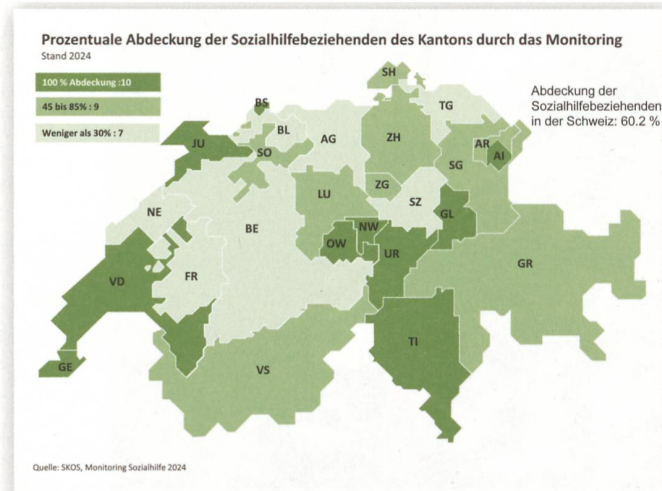 Prozentuale Abdeckung der Sozialhilfebeziehenden des Kantons durch das Monitoring
Stand 2024
100 % Abdeckung :10
45 bis 85% : 9
Weniger als 30% : 7
Abdeckung der
Sozialhilfebeziehenden
in der Schweiz: 60.2 %
SH
BS
TG
BL
AG
ZH
JU
SO
AR
AI
SG
ZG
LU
SZ
NE
GL
BE
NW
OW
UR
GR
FR
VD
TI
GE
VS
Quelle: SKOS, Monitoring Sozialhilfe 2024